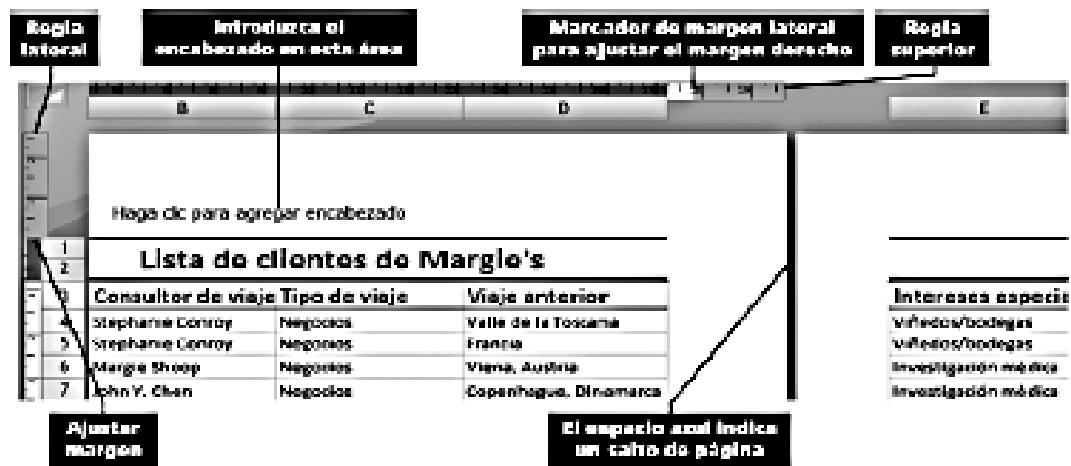 Regla
lateral
Introduzca el
encabezado en esta área
Marcador de margen lateral
para ajustar el margen derecho
Regla
superior
B C D E
Haga clic para agregar encabezado
1
2 Lista de clientes de Margie's
3 Consultor de viaje Tipo de viaje Viaje anterior Intereses especia
4 Stephanie Conroy Negocios Valle de la Toscana Viñedos/bodegas
5 Stephanie Conroy Negocios Francia Viñedos/bodegas
6 Margie Shoop Negocios Viena, Austria Investigación médica
7 John Y. Chen Negocios Copenhague, Dinamarca Investigación médica
Ajustar
margen
El espacio azul indica
un salto de página